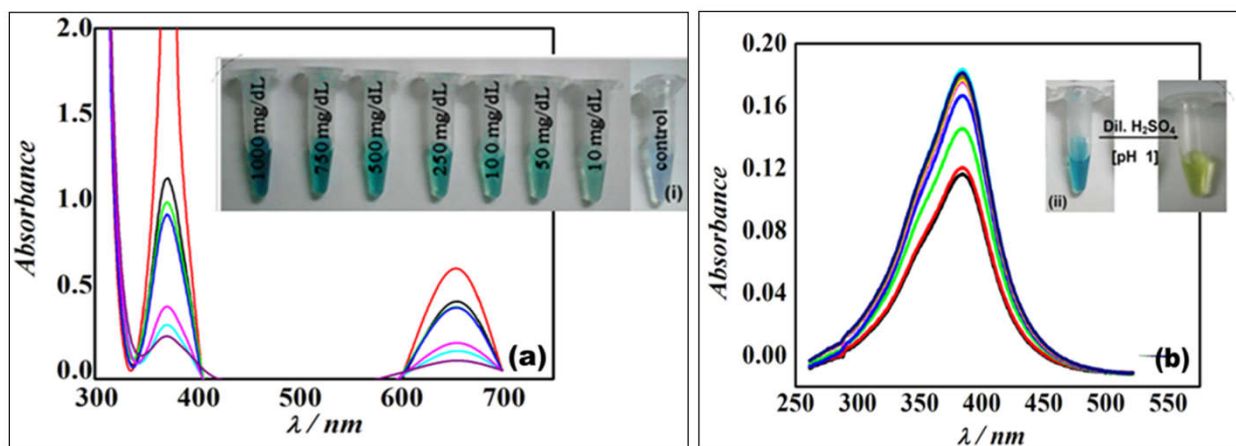 2.0
1.5
1.0
0.5
0.0
Absorbance
300 400 500 600 700
λ / nm
1000 mg/dL
750 mg/dL
500 mg/dL
250 mg/dL
100 mg/dL
50 mg/dL
10 mg/dL
control
(i)
(a)
0.20
0.16
0.12
0.08
0.04
0.00
Absorbance
250 300 350 400 450 500 550
λ / nm
Dil. H₂SO₄
[pH 1]
(ii)
(b)